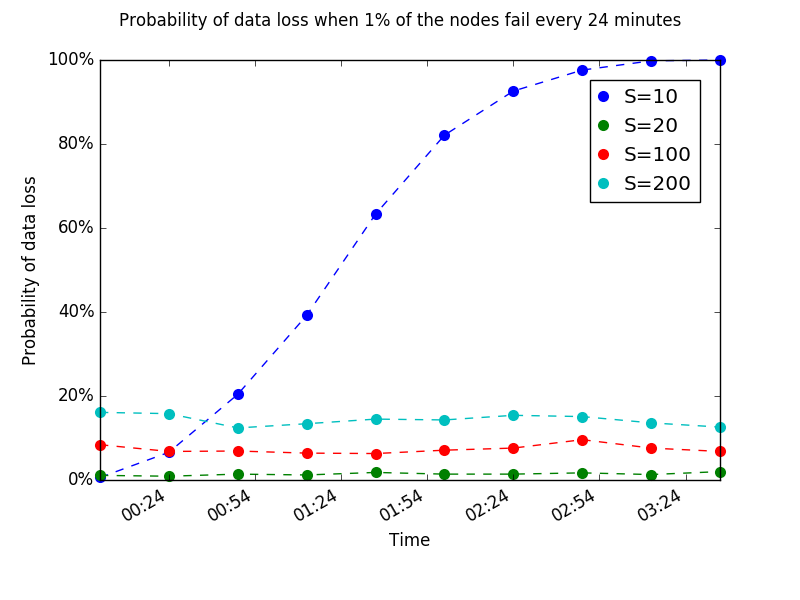 Probability of data loss when 1% of the nodes fail every 24 minutes
100%
80%
60%
40%
20%
0%
Probability of data loss
S=10
S=20
S=100
S=200
00:24
00:54
01:24
01:54
02:24
02:54
03:24
Time